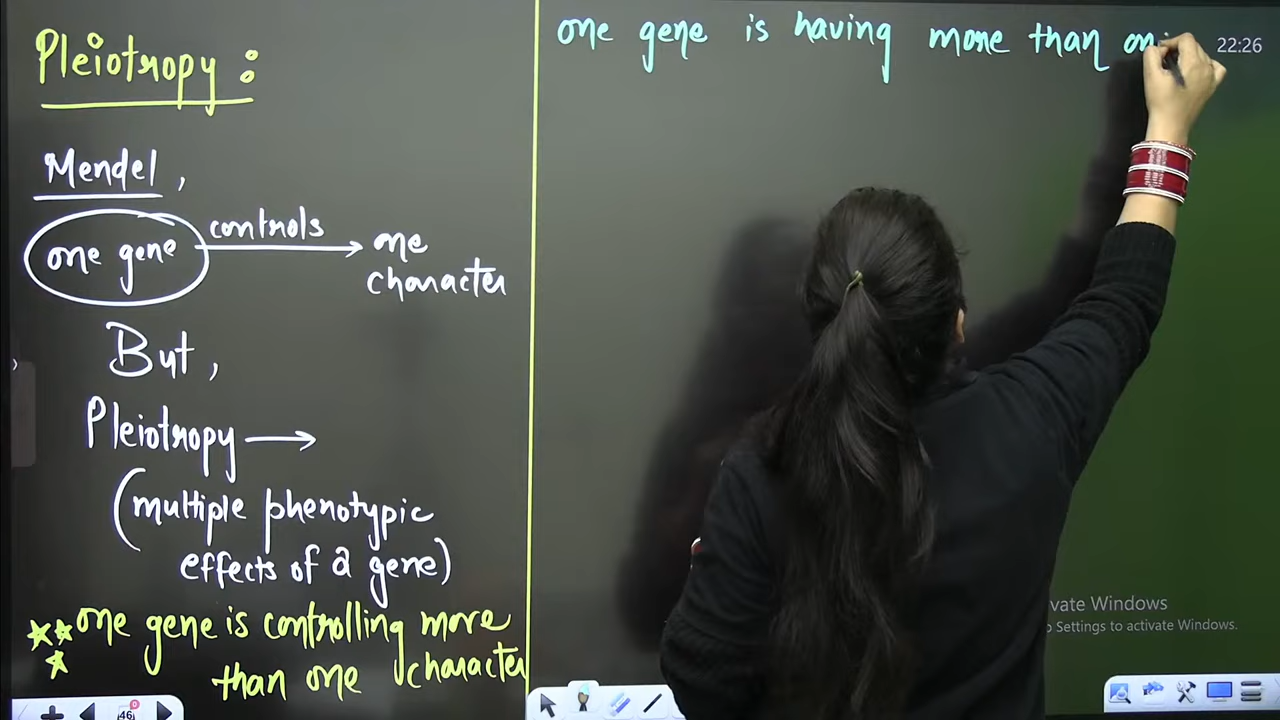 Pleiotropy :
Mendel ,
one gene controls one
character
But ,
Pleiotropy →
(multiple phenotypic
effects of a gene)
one gene is controlling more
than one character
one gene is having more than
22:26
vate Windows
Settings to activate Windows.
46